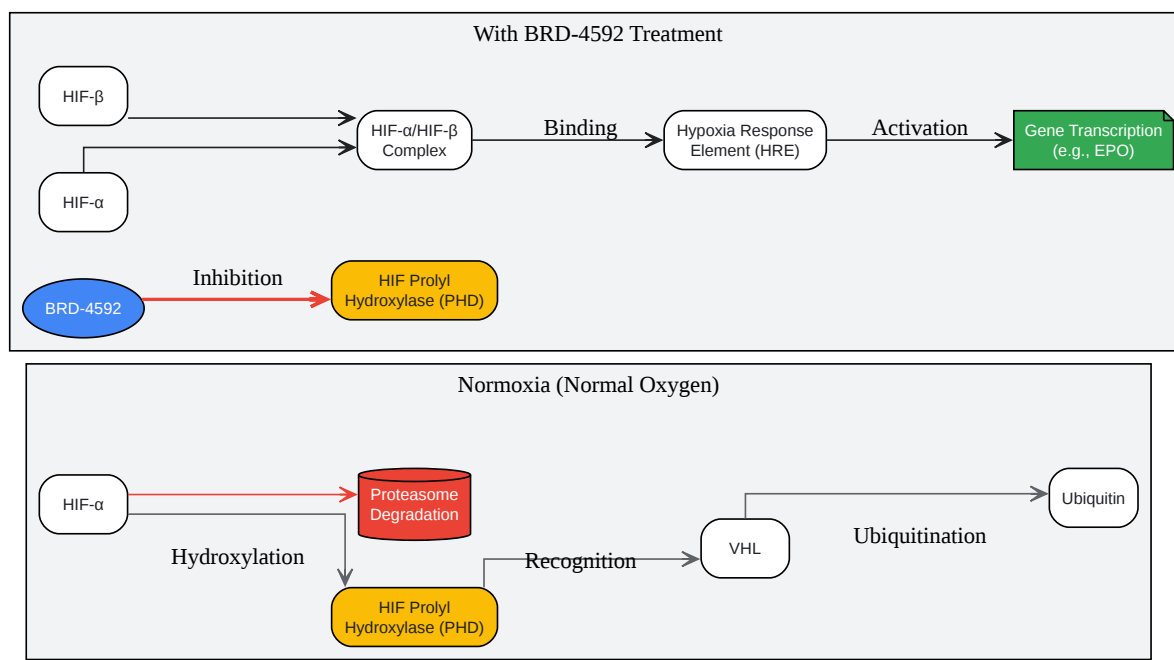 With BRD-4592 Treatment
HIF-β
HIF-α
HIF-α/HIF-β
Complex
Binding
Hypoxia Response
Element (HRE)
Activation
Gene Transcription
(e.g., EPO)
BRD-4592
Inhibition
HIF Prolyl
Hydroxylase (PHD)
Normoxia (Normal Oxygen)
HIF-α
Proteasome
Degradation
Hydroxylation
HIF Prolyl
Hydroxylase (PHD)
Recognition
VHL
Ubiquitination
Ubiquitin